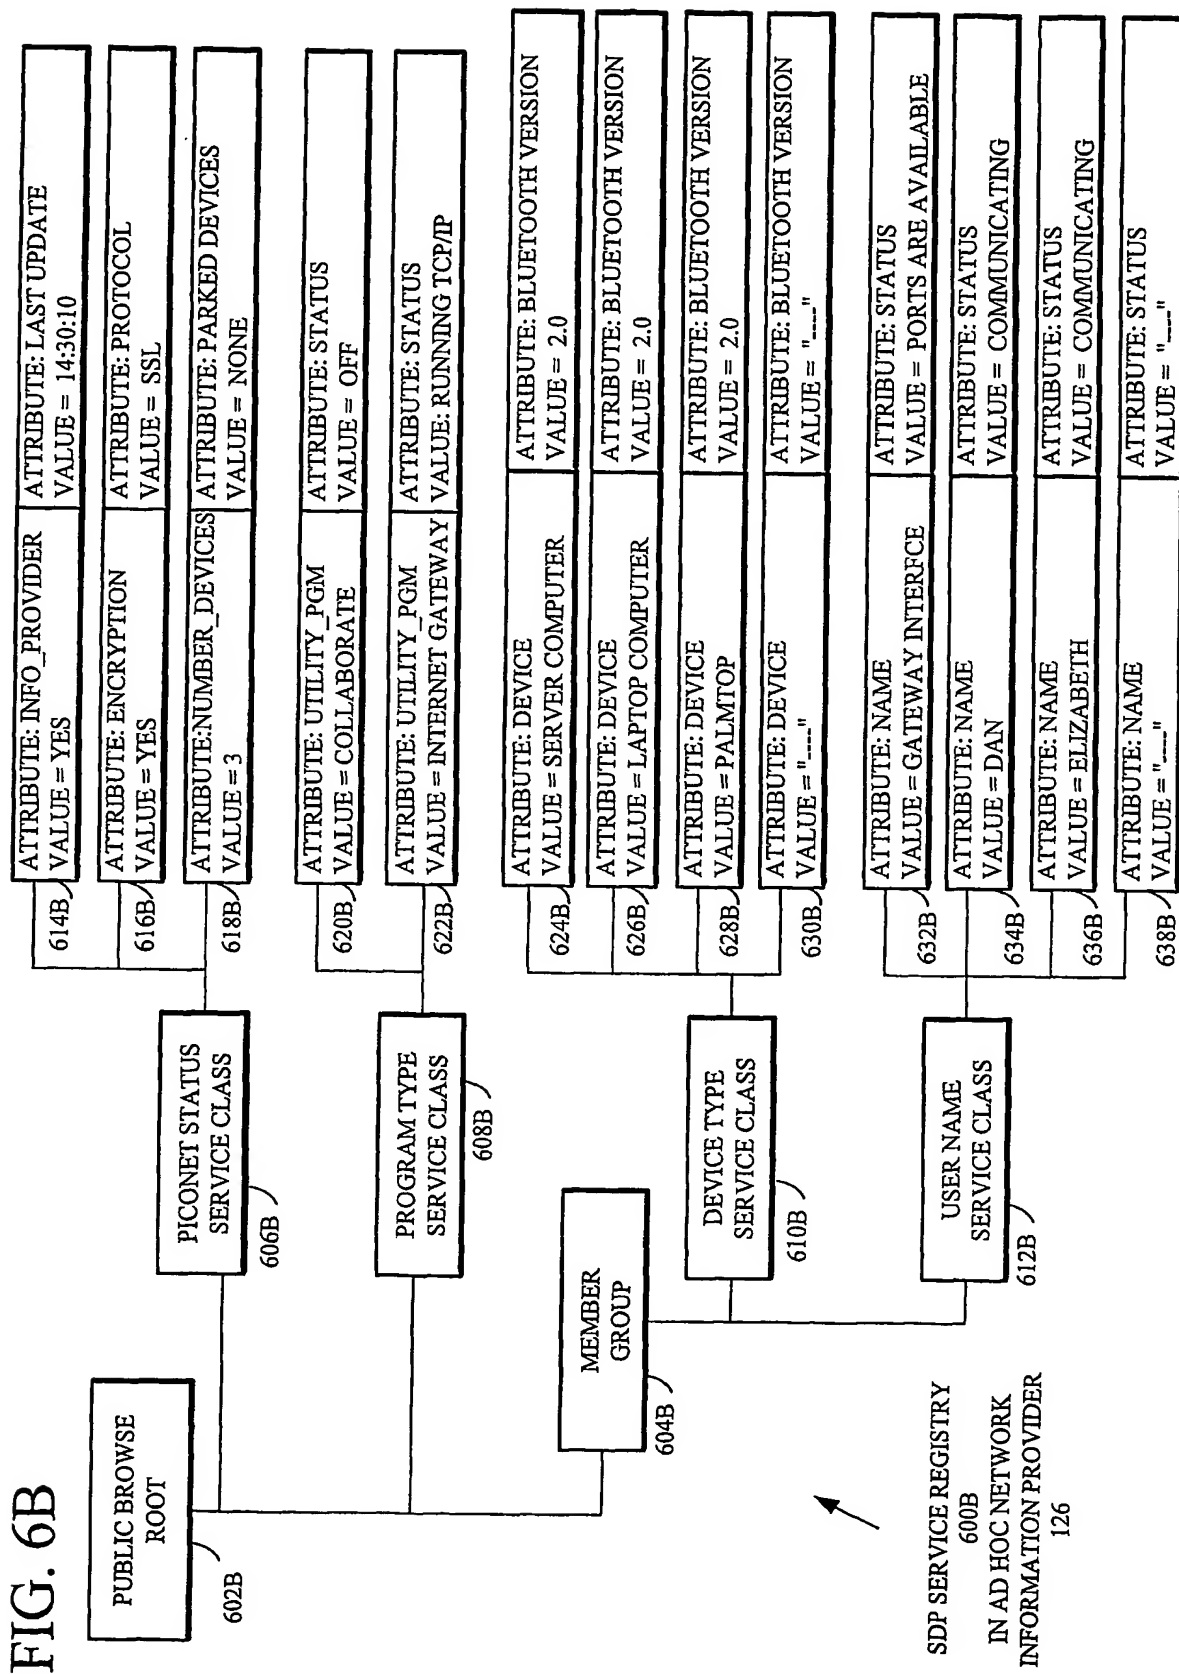 FIG. 6B
PUBLIC BROWSE
ROOT
602B
PICONET STATUS
SERVICE CLASS
606B
ATTRIBUTE: INFO_PROVIDER
VALUE = YES
ATTRIBUTE: LAST UPDATE
VALUE = 14:30:10
614B
ATTRIBUTE: ENCRYPTION
VALUE = YES
ATTRIBUTE: PROTOCOL
VALUE = SSL
616B
ATTRIBUTE:NUMBER_DEVICES
VALUE = 3
ATTRIBUTE: PARKED DEVICES
VALUE = NONE
618B
PROGRAM TYPE
SERVICE CLASS
608B
ATTRIBUTE: UTILITY_PGM
VALUE = COLLABORATE
ATTRIBUTE: STATUS
VALUE = OFF
620B
ATTRIBUTE: UTILITY_PGM
VALUE = INTERNET GATEWAY
ATTRIBUTE: STATUS
VALUE: RUNNING TCP/IP
622B
MEMBER
GROUP
604B
DEVICE TYPE
SERVICE CLASS
610B
ATTRIBUTE: DEVICE
VALUE = SERVER COMPUTER
ATTRIBUTE: BLUETOOTH VERSION
VALUE = 2.0
624B
ATTRIBUTE: DEVICE
VALUE = LAPTOP COMPUTER
ATTRIBUTE: BLUETOOTH VERSION
VALUE = 2.0
626B
ATTRIBUTE: DEVICE
VALUE = PALMTOP
ATTRIBUTE: BLUETOOTH VERSION
VALUE = 2.0
628B
ATTRIBUTE: DEVICE
VALUE = "----"
ATTRIBUTE: BLUETOOTH VERSION
VALUE = "----"
630B
USER NAME
SERVICE CLASS
612B
ATTRIBUTE: NAME
VALUE = GATEWAY INTERFCE
ATTRIBUTE: STATUS
VALUE = PORTS ARE AVAILABLE
632B
ATTRIBUTE: NAME
VALUE = DAN
ATTRIBUTE: STATUS
VALUE = COMMUNICATING
634B
ATTRIBUTE: NAME
VALUE = ELIZABETH
ATTRIBUTE: STATUS
VALUE = COMMUNICATING
636B
ATTRIBUTE: NAME
VALUE = "----"
ATTRIBUTE: STATUS
VALUE = "----"
638B
SDP SERVICE REGISTRY
600B
IN AD HOC NETWORK
INFORMATION PROVIDER
126